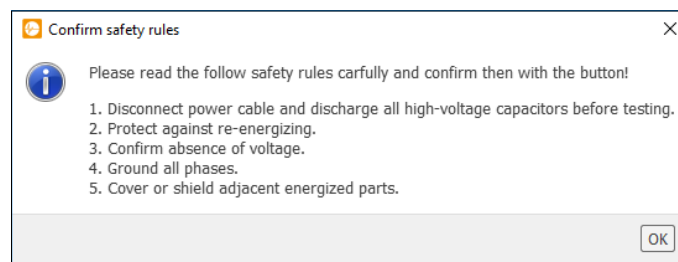 Confirm safety rules
Please read the follow safety rules carfully and confirm then with the button!
1. Disconnect power cable and discharge all high-voltage capacitors before testing.
2. Protect against re-energizing.
3. Confirm absence of voltage.
4. Ground all phases.
5. Cover or shield adjacent energized parts.
OK